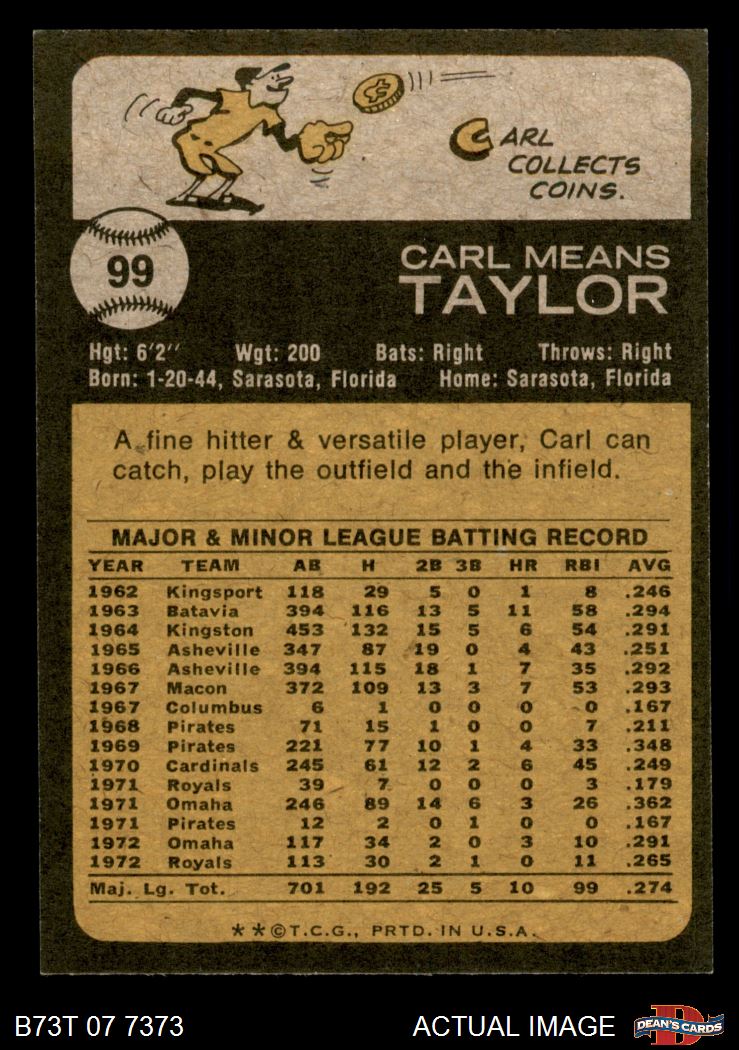 CARL
COLLECTS
COINS.
99
CARL MEANS
TAYLOR
Hgt: 6'2" Wgt: 200 Bats: Right Throws: Right
Born: 1-20-44, Sarasota, Florida Home: Sarasota, Florida
A fine hitter & versatile player, Carl can
catch, play the outfield and the infield.
MAJOR & MINOR LEAGUE BATTING RECORD
YEAR TEAM AB H 2B 3B HR RBI AVG
1962 Kingsport 118 29 5 0 1 8 .246
1963 Batavia 394 116 13 5 11 58 .294
1964 Kingston 453 132 15 5 6 54 .291
1965 Asheville 347 87 19 0 4 43 .251
1966 Asheville 394 115 18 1 7 35 .292
1967 Macon 372 109 13 3 7 53 .293
1967 Columbus 6 1 0 0 0 0 .167
1968 Pirates 71 15 1 0 0 7 .211
1969 Pirates 221 77 10 1 4 33 .348
1970 Cardinals 245 61 12 2 6 45 .249
1971 Royals 39 7 0 0 0 3 .179
1971 Omaha 246 89 14 6 3 26 .362
1971 Pirates 12 2 0 1 0 0 .167
1972 Omaha 117 34 2 0 3 10 .291
1972 Royals 113 30 2 1 0 11 .265
Maj. Lg. Tot. 701 192 25 5 10 99 .274
**©T.C.G., PRTD. IN U.S.A.
B73T 07 7373 ACTUAL IMAGE DEAN'S CARDS